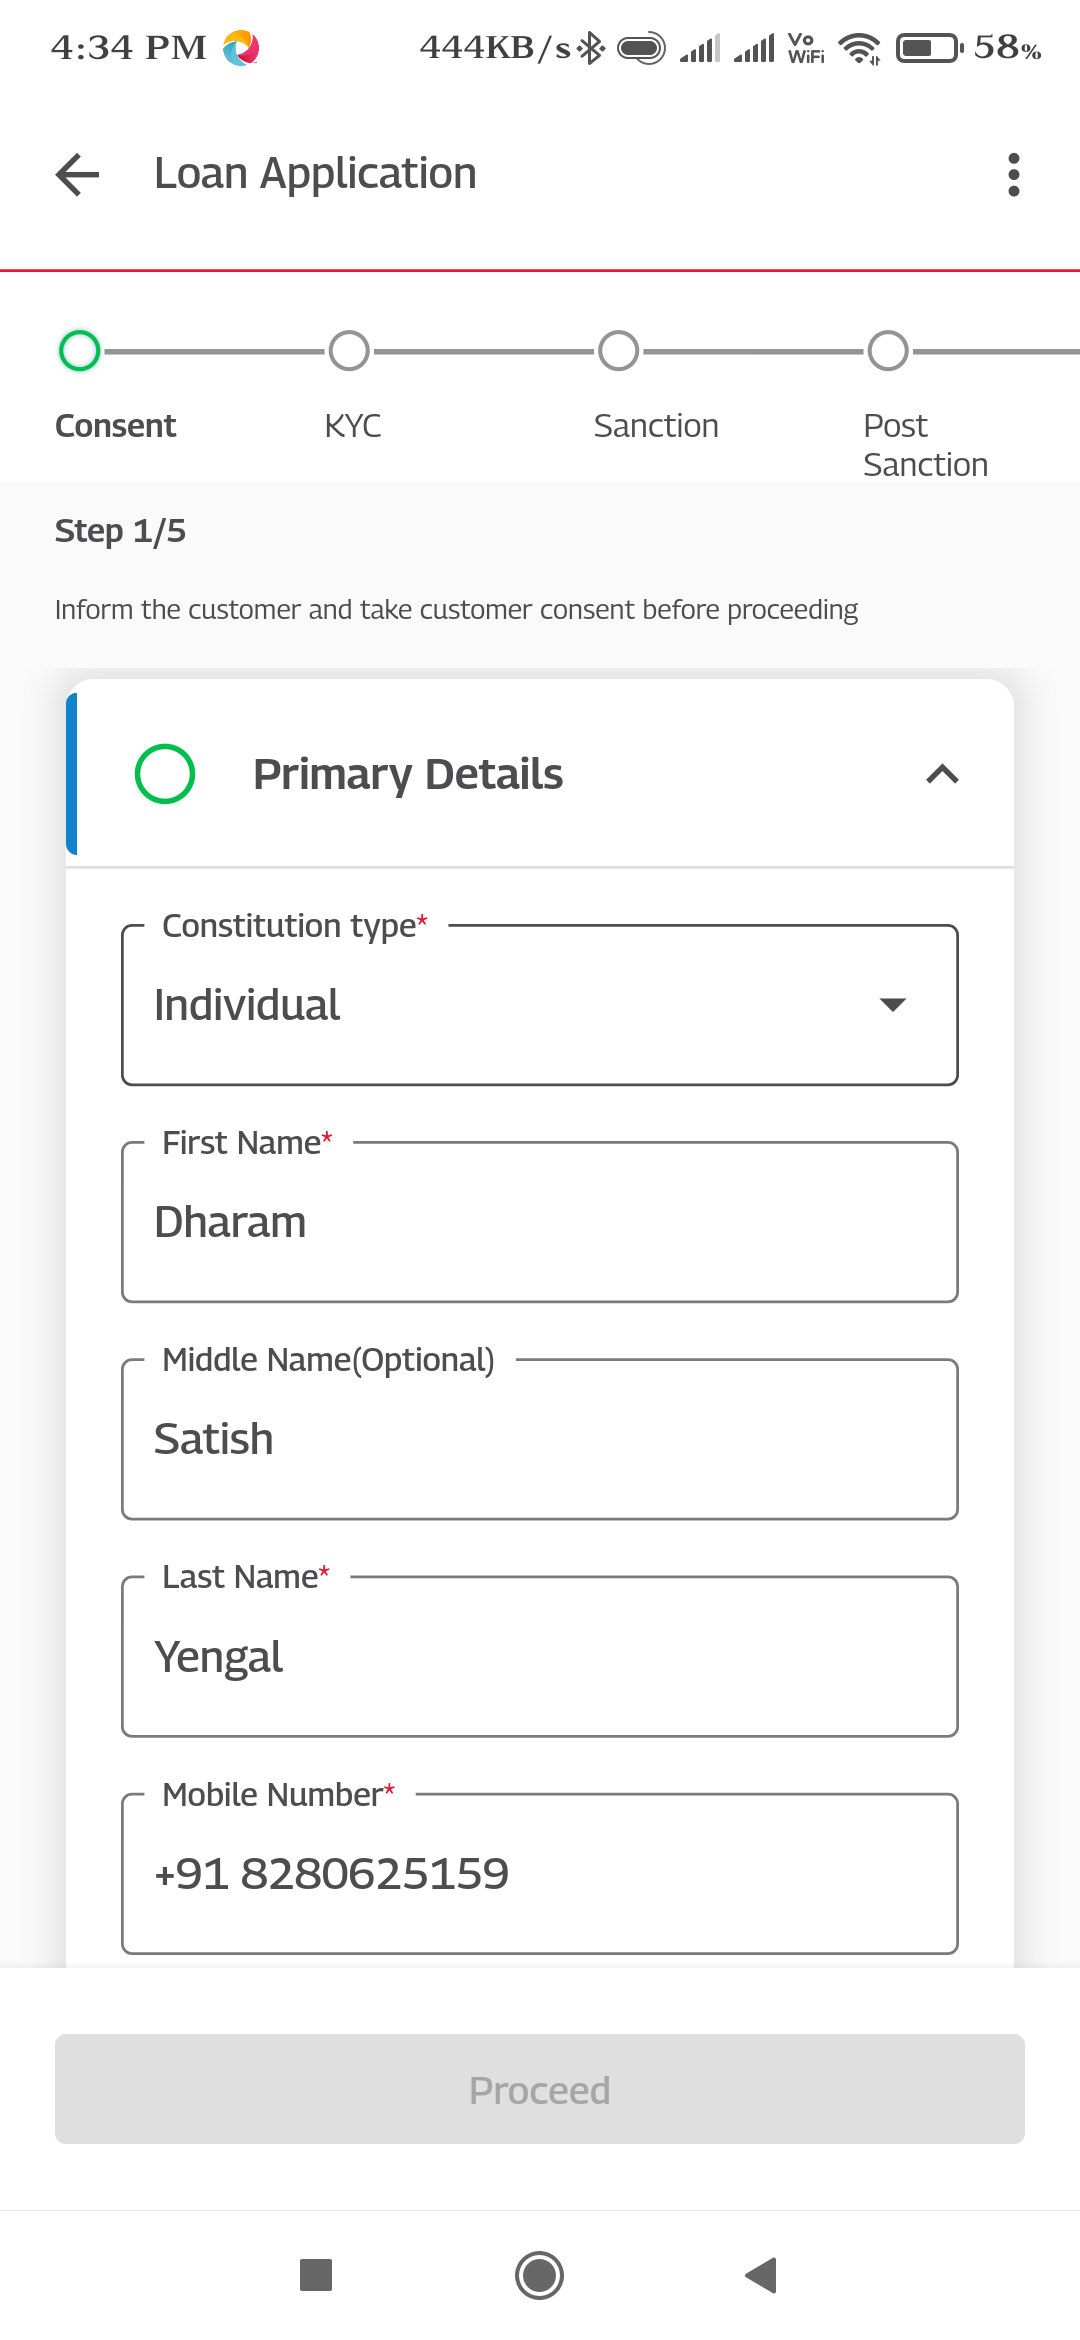 4:34 PM 444KB/s Vo WiFi 58%
Loan Application
Consent KYC Sanction Post Sanction
Step 1/5
Inform the customer and take customer consent before proceeding
Primary Details
Constitution type*
Individual
First Name*
Dharam
Middle Name(Optional)
Satish
Last Name*
Yengal
Mobile Number*
+91 8280625159
Proceed